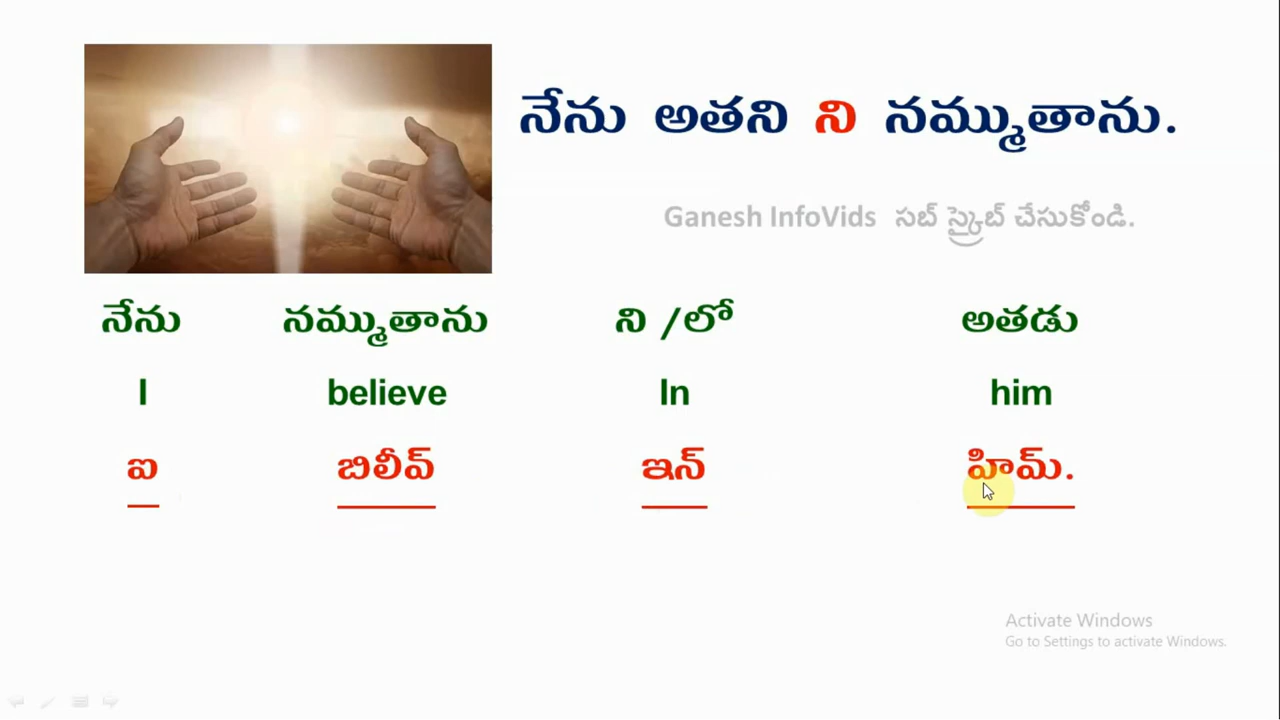 నేను అతని ని నమ్ముతాను.
Ganesh InfoVids సబ్ స్క్రైబ్ చేసుకోండి.
నేను నమ్ముతాను ని /లో అతడు
I believe In him
ఐ బిలీవ్ ఇన్ హిమ్.
Activate Windows
Go to Settings to activate Windows.